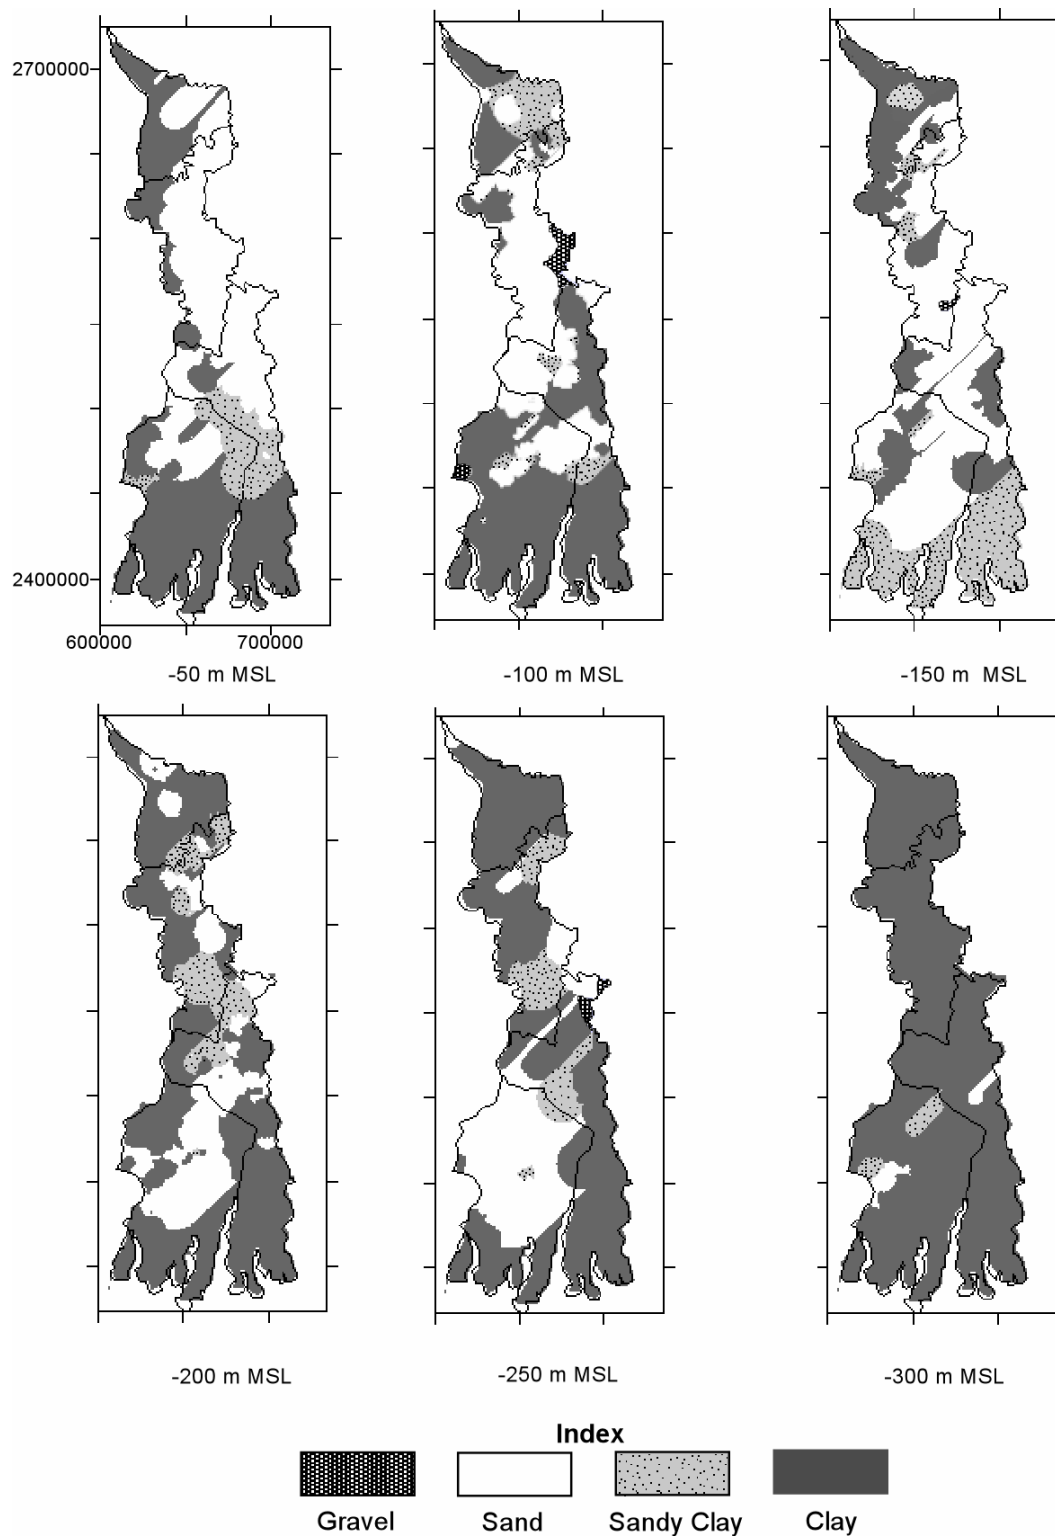 2700000
2400000
600000 700000
-50 m MSL
-100 m MSL
-150 m MSL
-200 m MSL
-250 m MSL
-300 m MSL
Index
Gravel
Sand
Sandy Clay
Clay